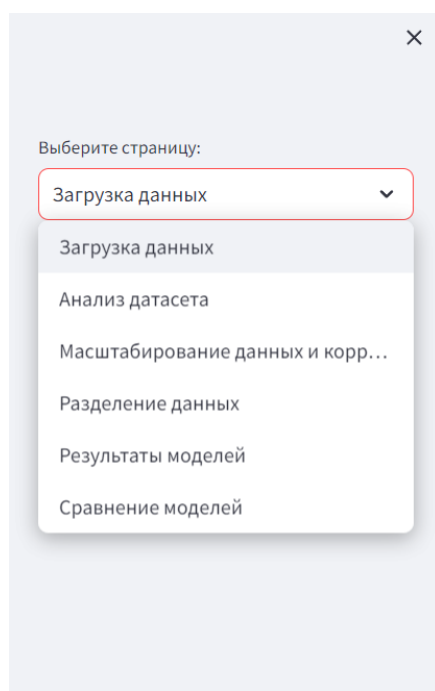 Выберите страницу:
Загрузка данных
Загрузка данных
Анализ датасета
Масштабирование данных и корр...
Разделение данных
Результаты моделей
Сравнение моделей